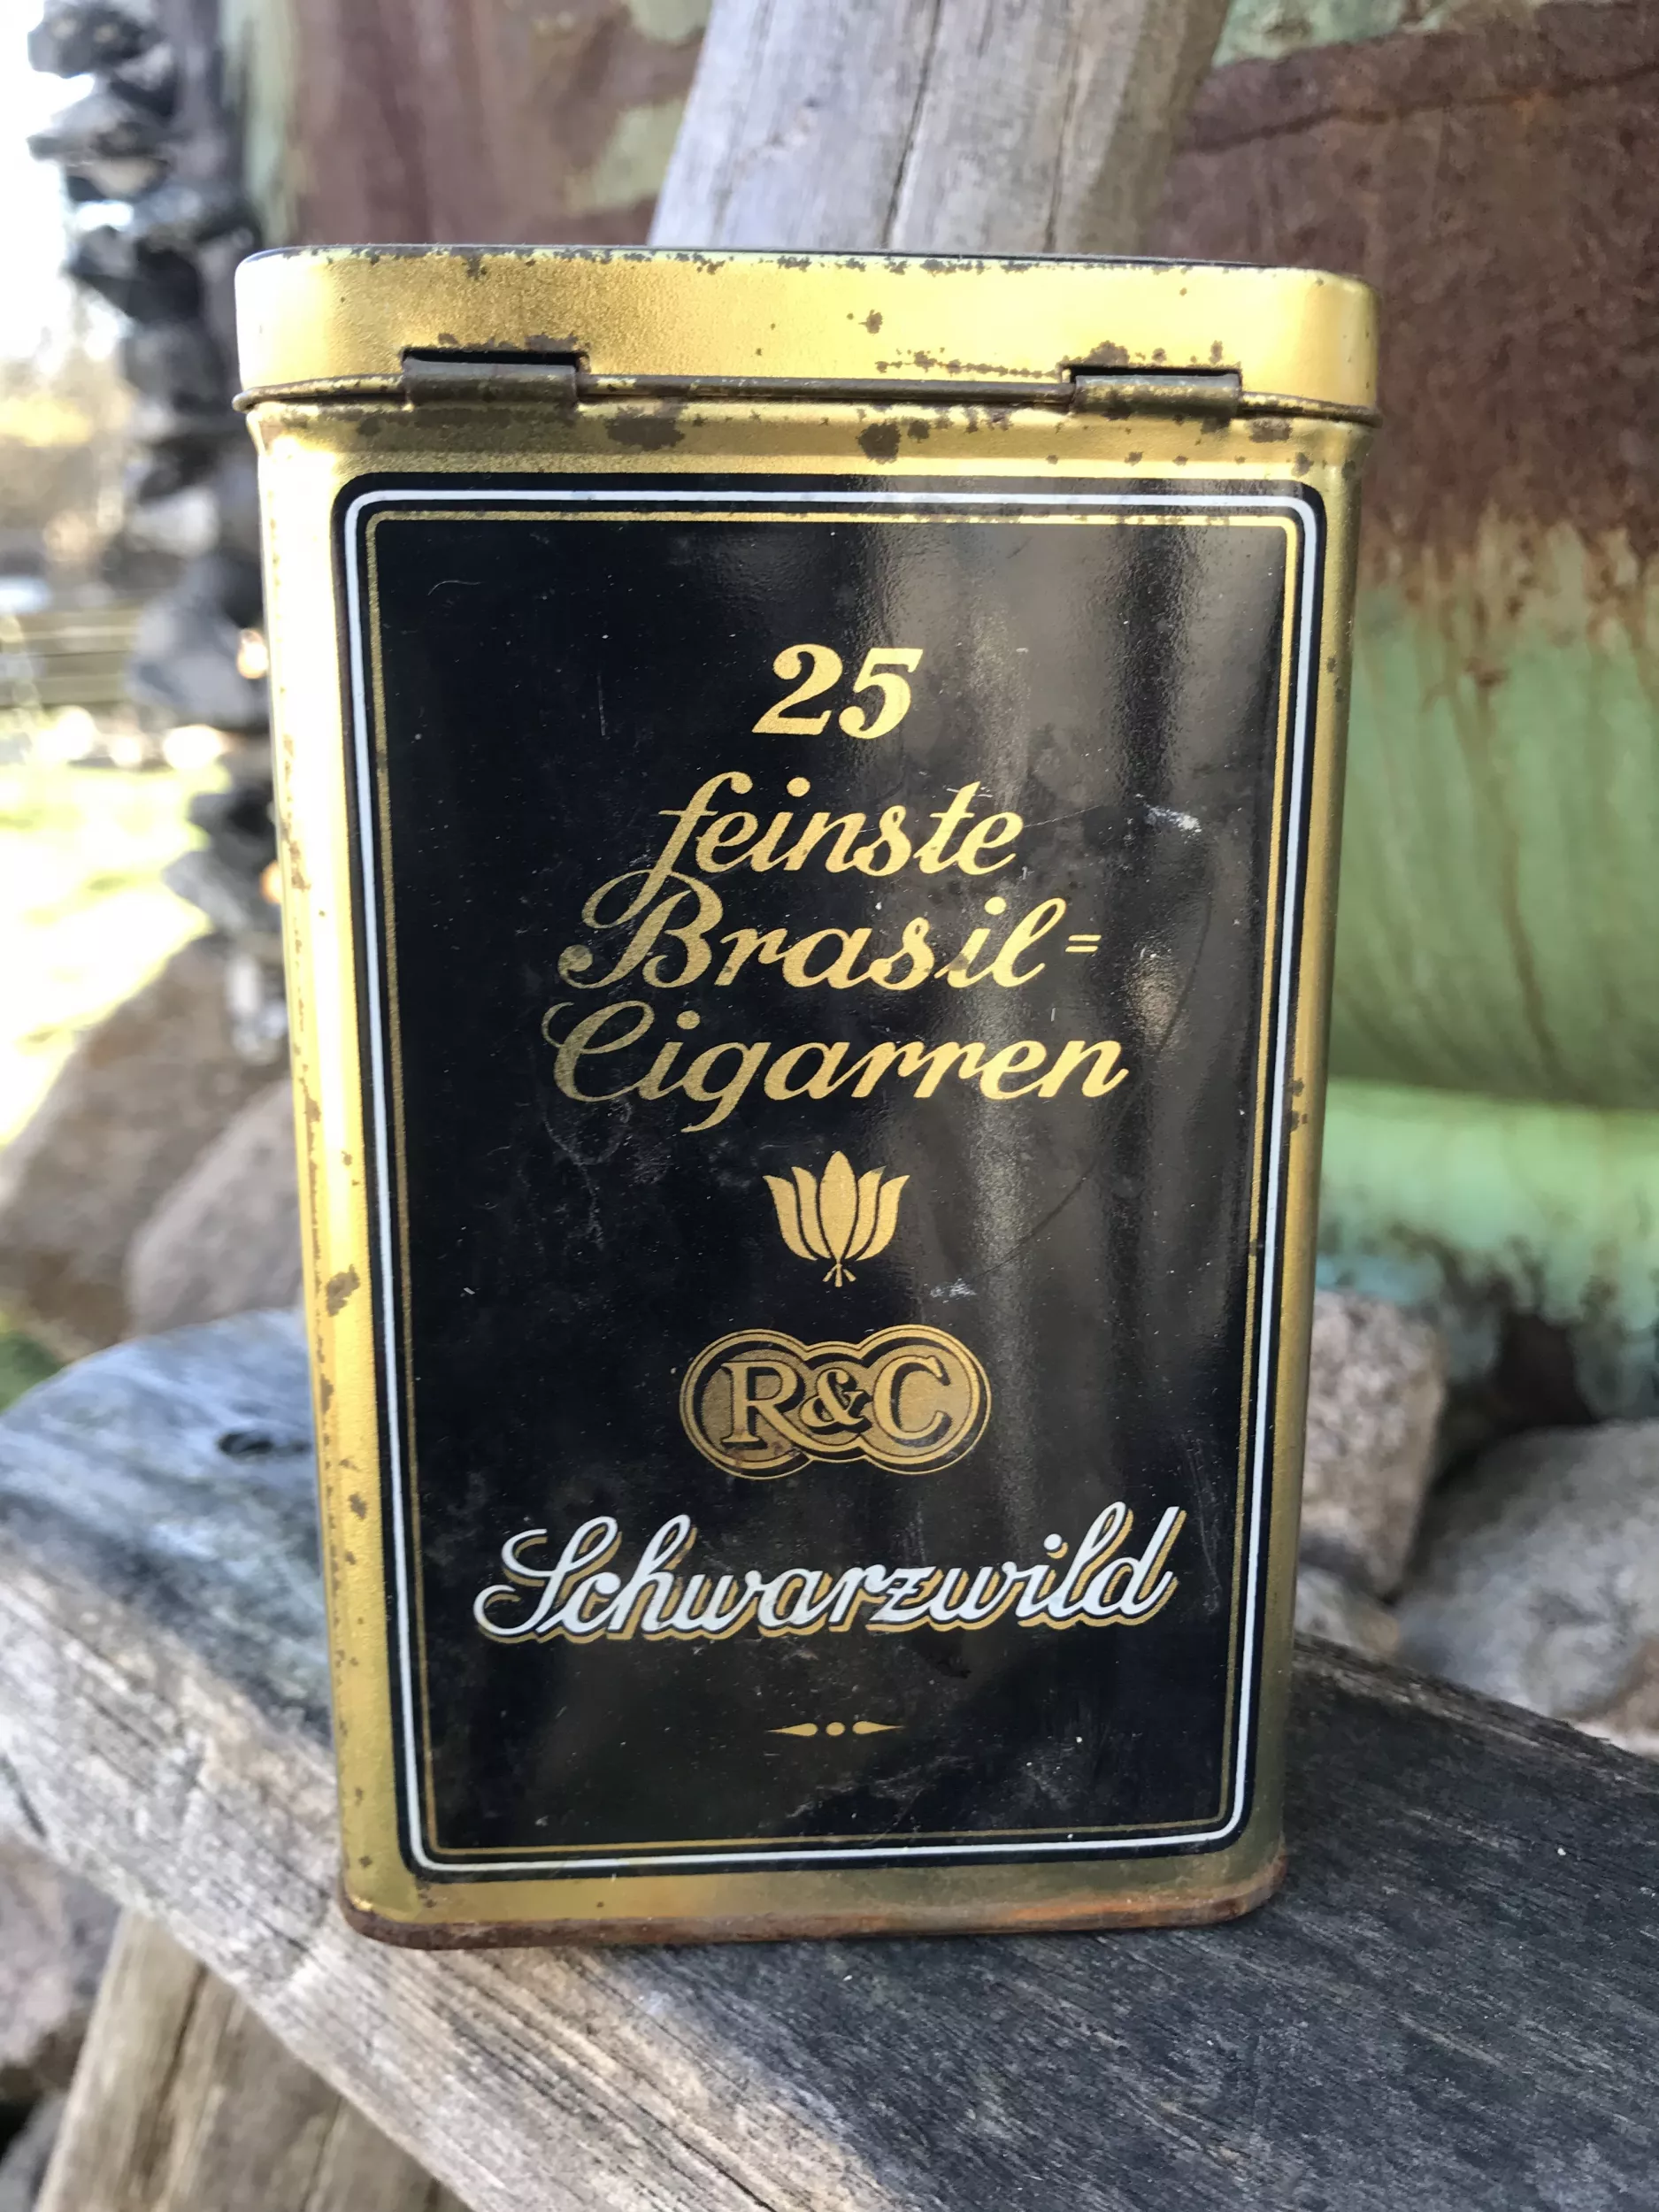 25
feinste
Brasil=
Cigarren
R&C
Schwarzwild